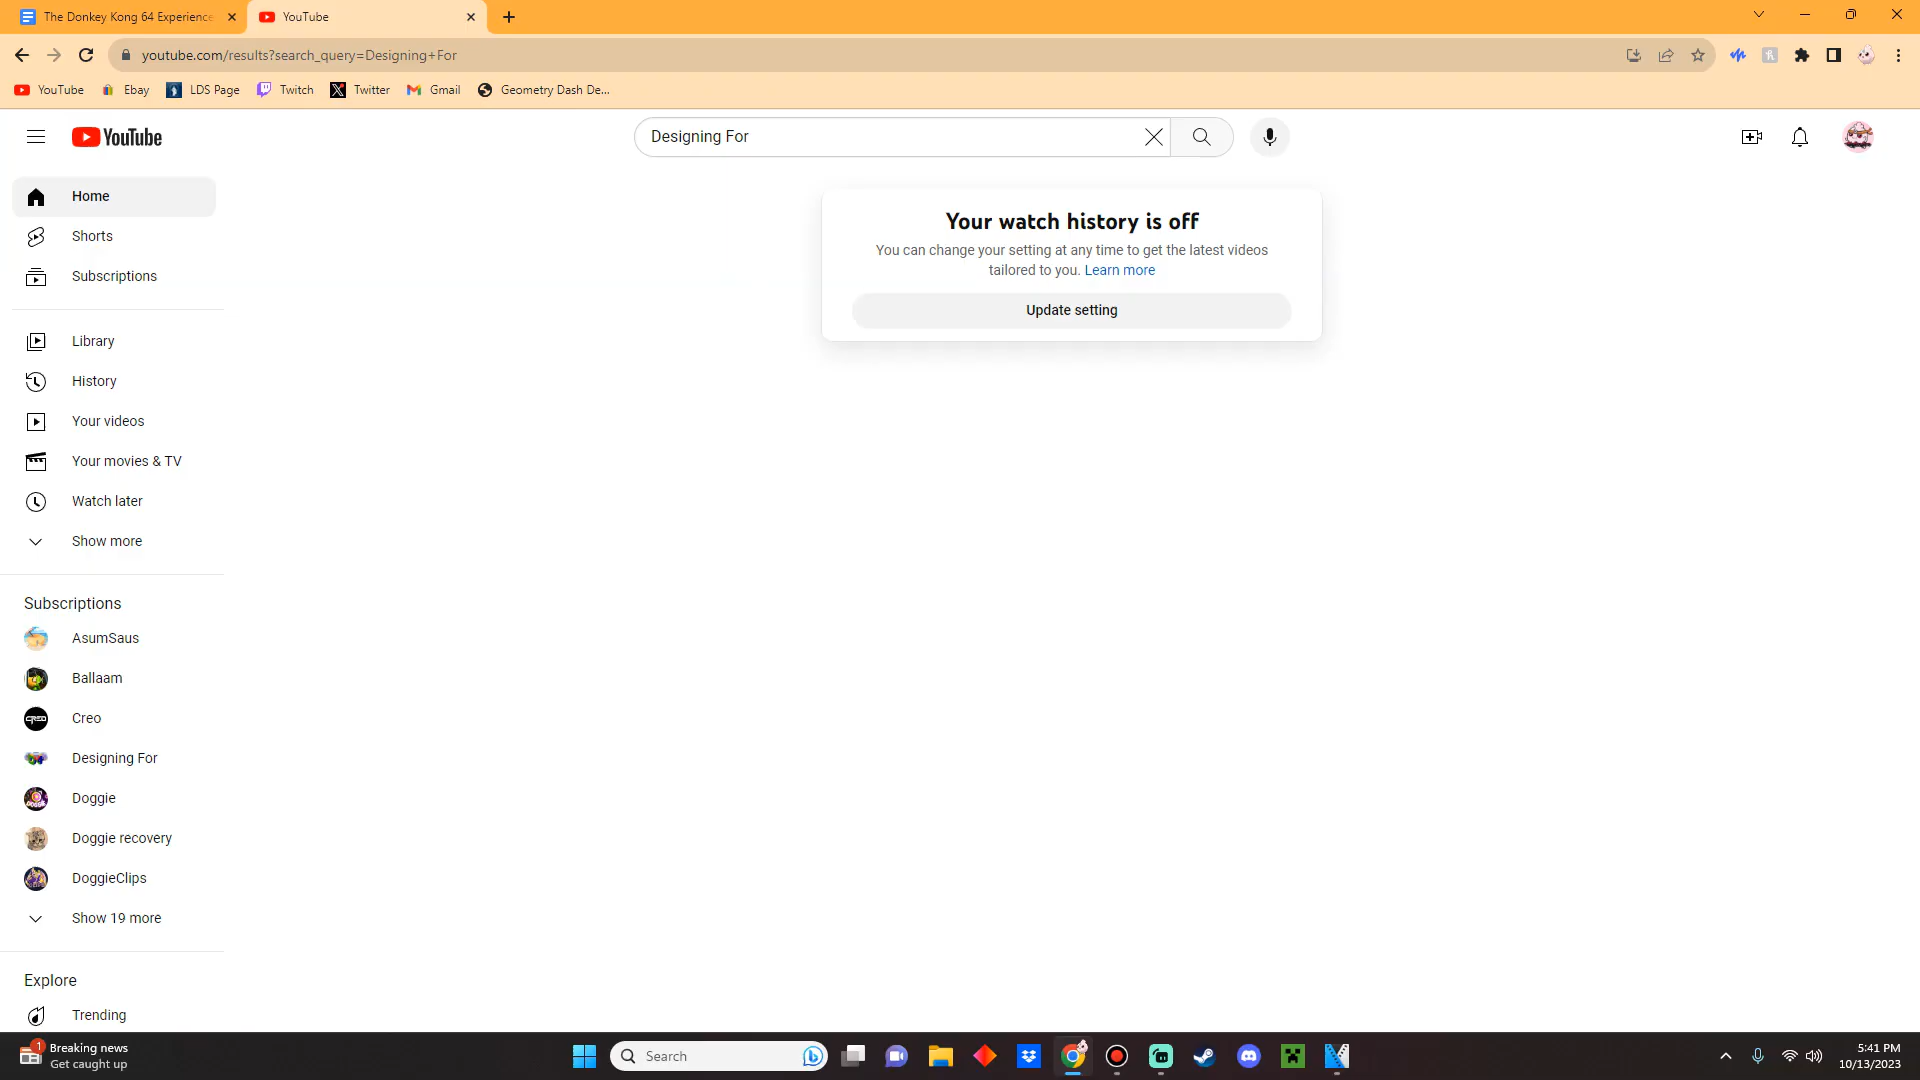 The Donkey Kong 64 Experience
YouTube
youtube.com/results?search_query=Designing+For
YouTube
Ebay
LDS Page
Twitch
Twitter
Gmail
Geometry Dash De...
YouTube
Designing For
Home
Shorts
Subscriptions
Library
History
Your videos
Your movies & TV
Watch later
Show more
Subscriptions
AsumSaus
Ballaam
CREO
Creo
Designing For
Doggie
Doggie recovery
DoggieClips
Show 19 more
Explore
Trending
Your watch history is off
You can change your setting at any time to get the latest videos
tailored to you. Learn more
Update setting
1
Breaking news
Get caught up
Search
5:41 PM
10/13/2023